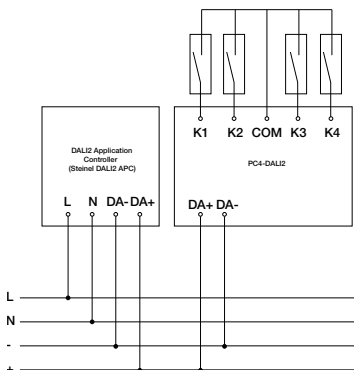 K1 K2 COM K3 K4
DALI2 Application
Controller
(Steinel DALI2 APC)
PC4-DALI2
L N DA- DA+
DA+ DA-
L
N
-
+